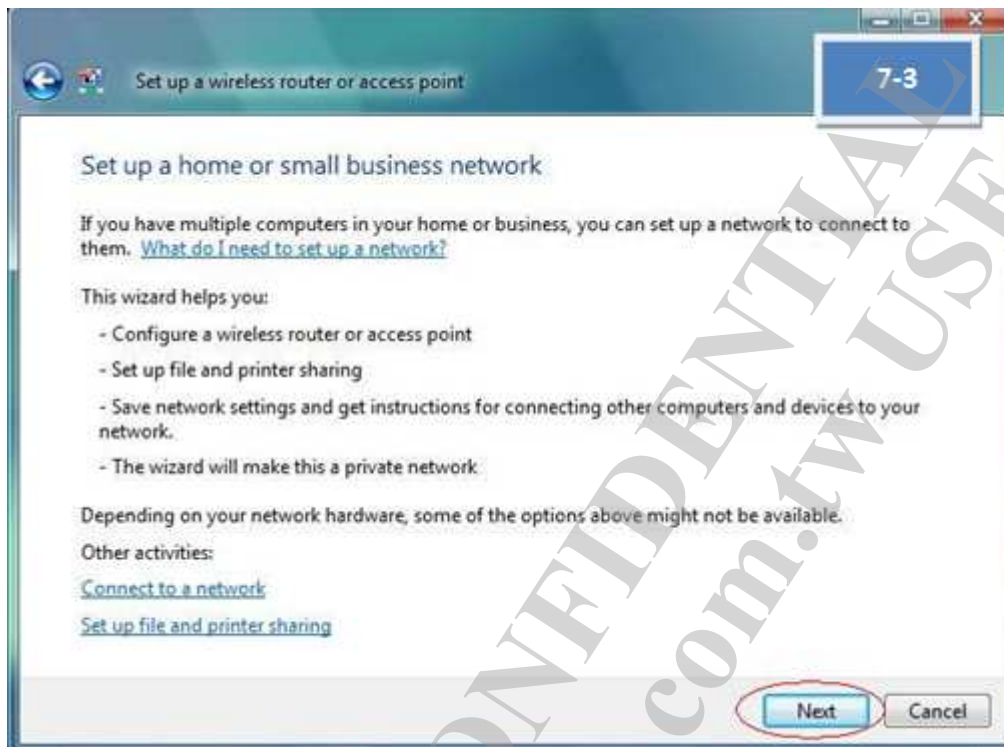 Set up a wireless router or access point
7-3
Set up a home or small business network
If you have multiple computers in your home or business, you can set up a network to connect to
them. What do I need to set up a network?
This wizard helps you:
- Configure a wireless router or access point
- Set up file and printer sharing
- Save network settings and get instructions for connecting other computers and devices to your
network.
- The wizard will make this a private network
Depending on your network hardware, some of the options above might not be available.
Other activities:
Connect to a network
Set up file and printer sharing
Next
Cancel
ONFIDENTIAL
com.tw USE